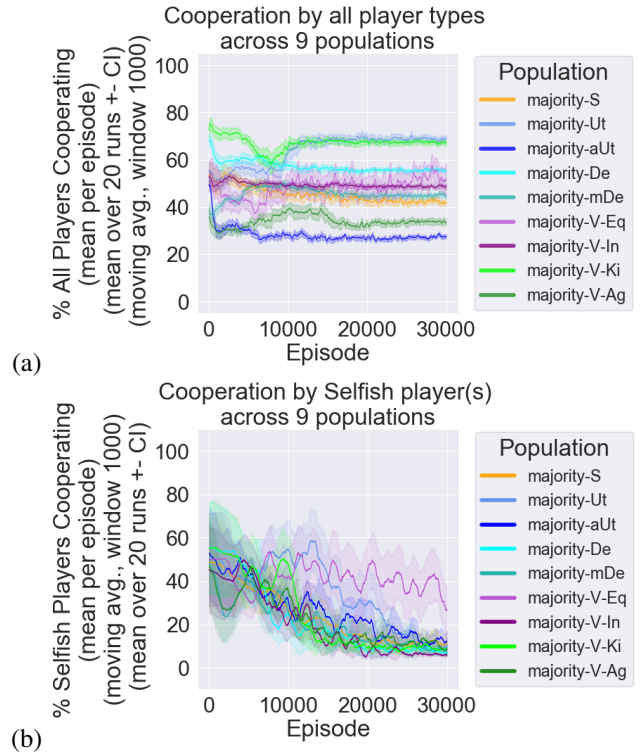 Cooperation by all player types
across 9 populations
% All Players Cooperating
(mean per episode)
(mean over 20 runs +- CI)
(moving avg., window 1000)
100
80
60
40
20
0
0
10000
20000
30000
Episode
Population
majority-S
majority-Ut
majority-aUt
majority-De
majority-mDe
majority-V-Eq
majority-V-In
majority-V-Ki
majority-V-Ag
(a)
Cooperation by Selfish player(s)
across 9 populations
% Selfish Players Cooperating
(mean per episode)
(moving avg., window 1000)
(mean over 20 runs +- CI)
100
80
60
40
20
0
0
10000
20000
30000
Episode
Population
majority-S
majority-Ut
majority-aUt
majority-De
majority-mDe
majority-V-Eq
majority-V-In
majority-V-Ki
majority-V-Ag
(b)